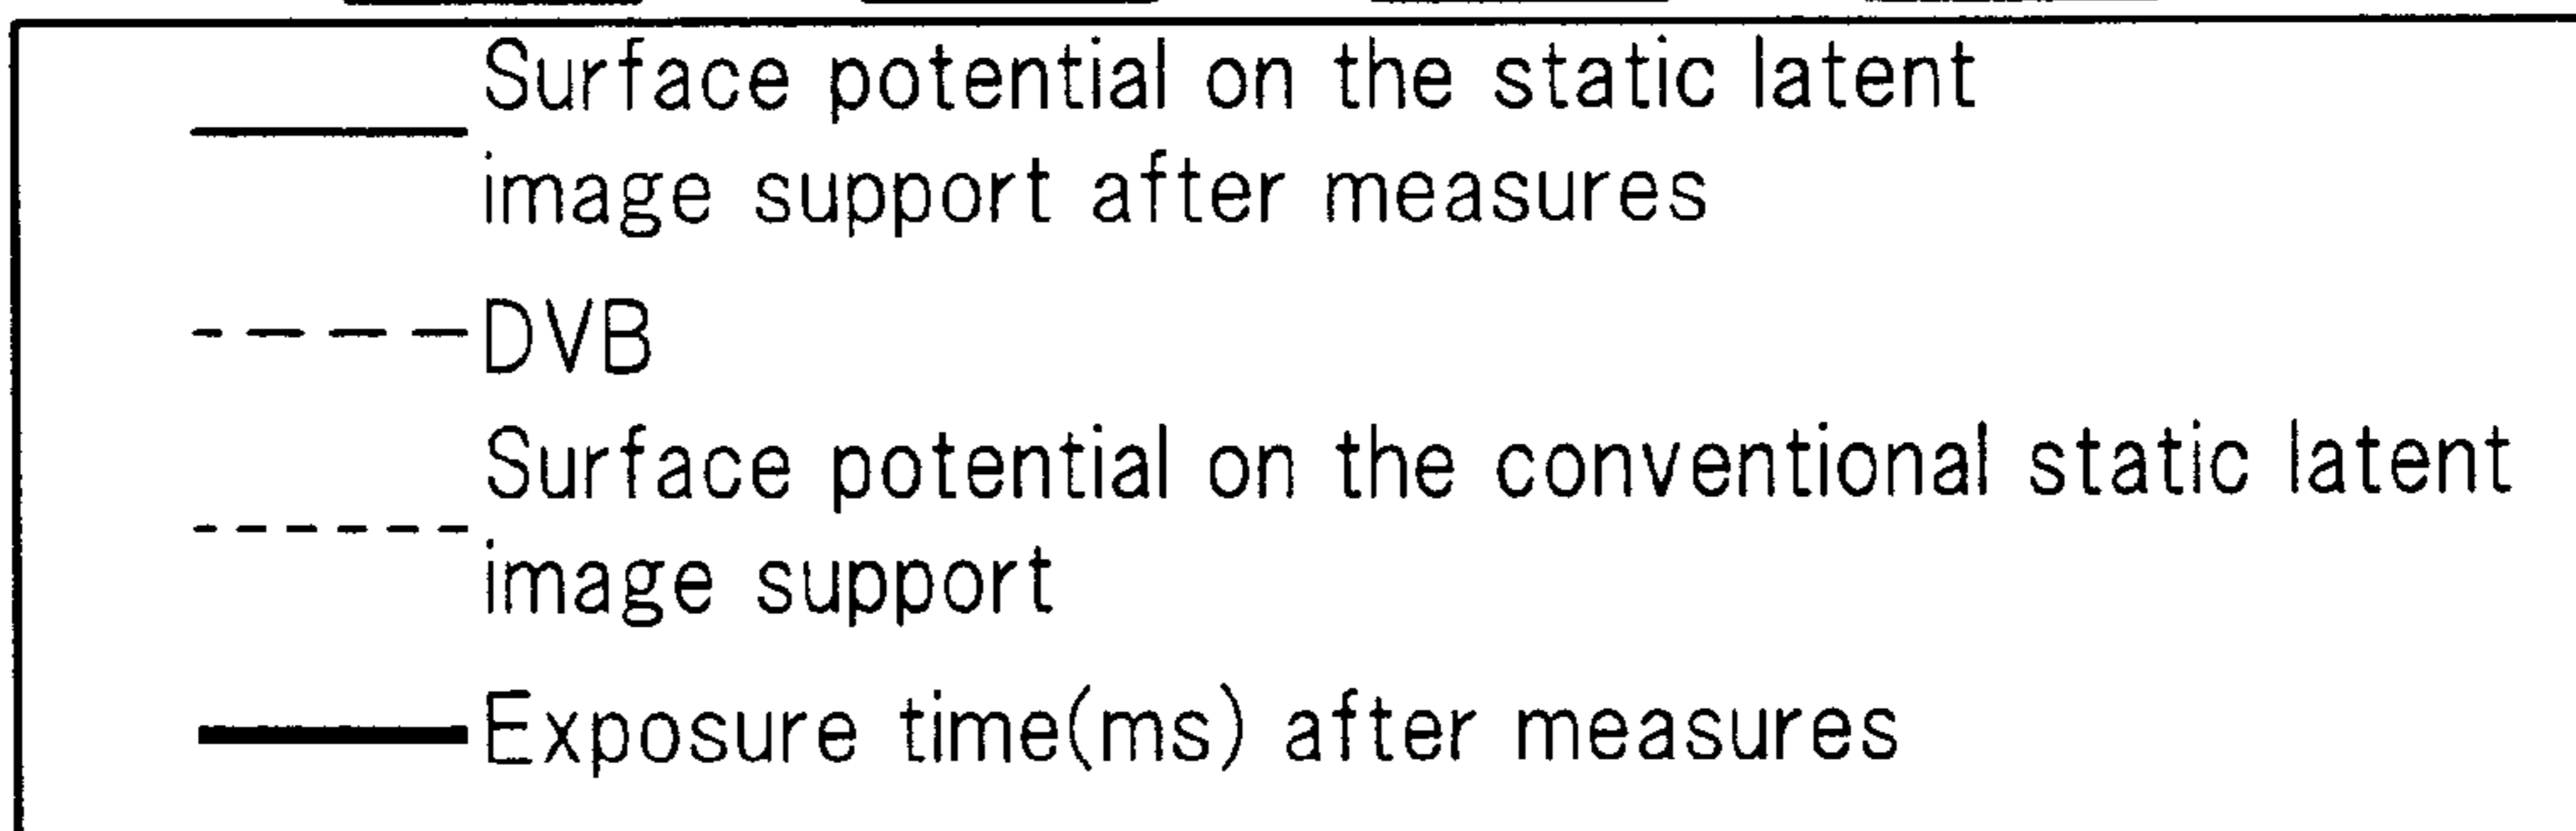 Surface potential on the static latent
image support after measures
DVB
Surface potential on the conventional static latent
image support
Exposure time(ms) after measures